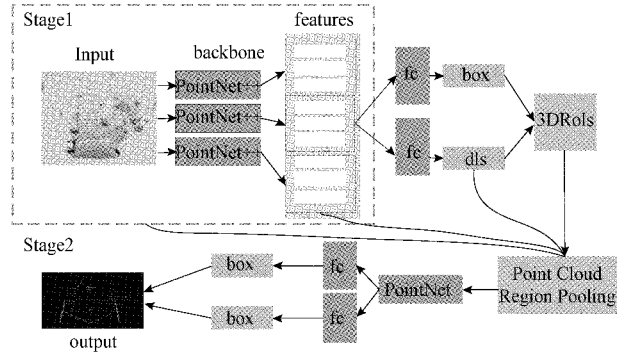 Stage1
features
Input
backbone
PointNet++
PointNet++
PointNet++
fc
box
fc
dls
3DRoIs
Stage2
box
fc
PointNet
Point Cloud
Region Pooling
box
fc
output